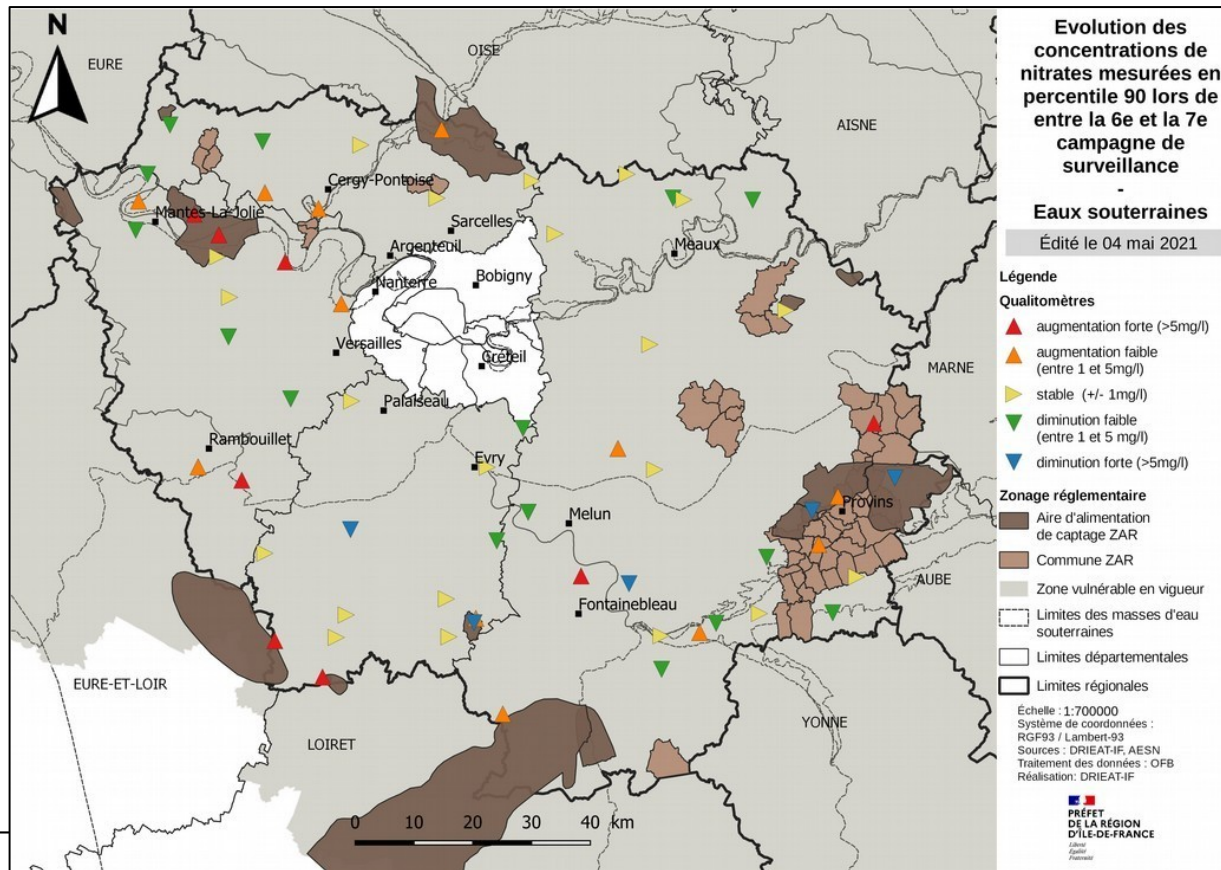 N
EURE
OISE
AISNE
Cergy-Pontoise
Mantes-La-Jolie
Sarcelles
Argenteuil
Meaux
Nanterre
Bobigny
Versailles
Créteil
MARNE
Palaiseau
Rambouillet
Evry
Provins
Melun
AUBE
Fontainebleau
EURE-ET-LOIR
YONNE
LOIRET
0 10 20 30 40 km
Evolution des
concentrations de
nitrates mesurées en
percentile 90 lors de
entre la 6e et la 7e
campagne de
surveillance
-
Eaux souterraines
Édité le 04 mai 2021
Légende
Qualitomètres
augmentation forte (>5mg/l)
augmentation faible
(entre 1 et 5mg/l)
stable (+/- 1mg/l)
diminution faible
(entre 1 et 5 mg/l)
diminution forte (>5mg/l)
Zonage réglementaire
Aire d'alimentation
de captage ZAR
Commune ZAR
Zone vulnérable en vigueur
Limites des masses d'eau
souterraines
Limites départementales
Limites régionales
Échelle : 1:700000
Système de coordonnées :
RGF93 / Lambert-93
Sources : DRIEAT-IF, AESN
Traitement des données : OFB
Réalisation: DRIEAT-IF
PRÉFET
DE LA RÉGION
D'ÎLE-DE-FRANCE
Liberté
Égalité
Fraternité